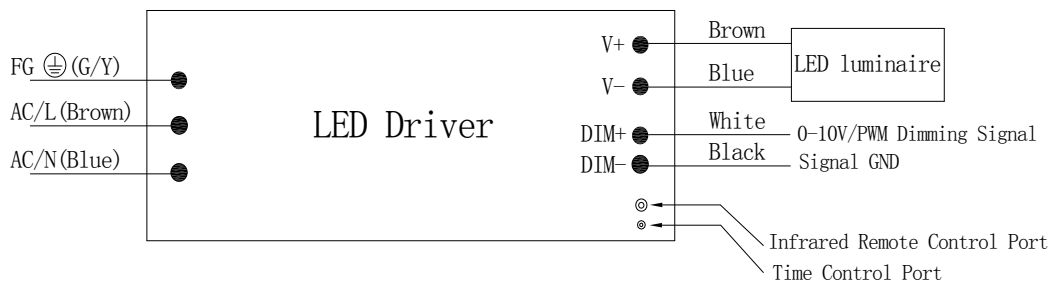 FG ⏚ (G/Y)
AC/L(Brown)
AC/N(Blue)
LED Driver
V+
Brown
V-
Blue
LED luminaire
DIM+
White
0-10V/PWM Dimming Signal
DIM-
Black
Signal GND
Infrared Remote Control Port
Time Control Port